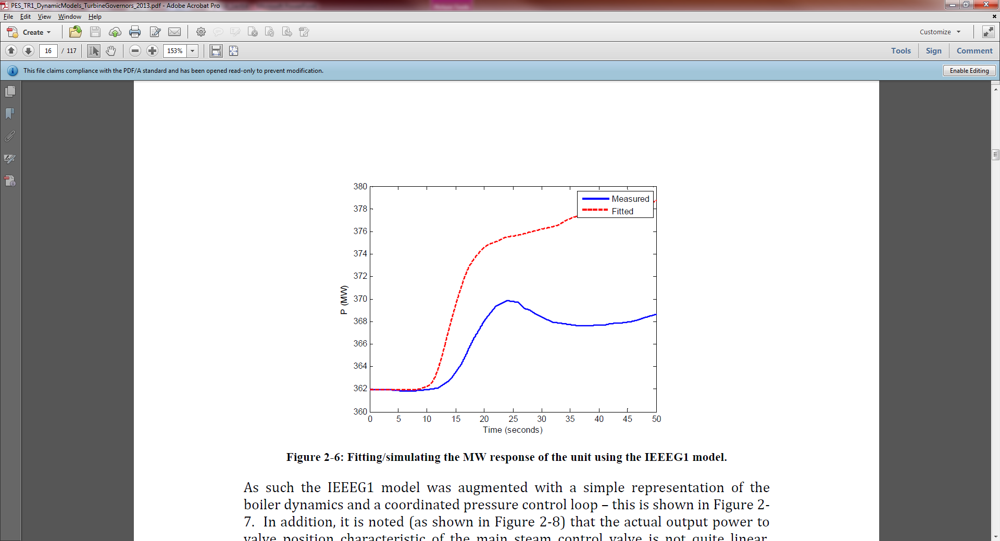 PES_TR1_DynamicModels_TurbineGovernors_2013.pdf - Adobe Acrobat Pro
File Edit View Window Help
Create
Customize
16 / 117
153%
Tools Sign Comment
This file claims compliance with the PDF/A standard and has been opened read-only to prevent modification.
Enable Editing
380
378
376
374
372
370
368
366
364
362
360
P (MW)
Measured
Fitted
0 5 10 15 20 25 30 35 40 45 50
Time (seconds)
Figure 2-6: Fitting/simulating the MW response of the unit using the IEEEG1 model.
As such the IEEEG1 model was augmented with a simple representation of the
boiler dynamics and a coordinated pressure control loop – this is shown in Figure 2-
7. In addition, it is noted (as shown in Figure 2-8) that the actual output power to
valve position characteristic of the main steam control valve is not quite linear.